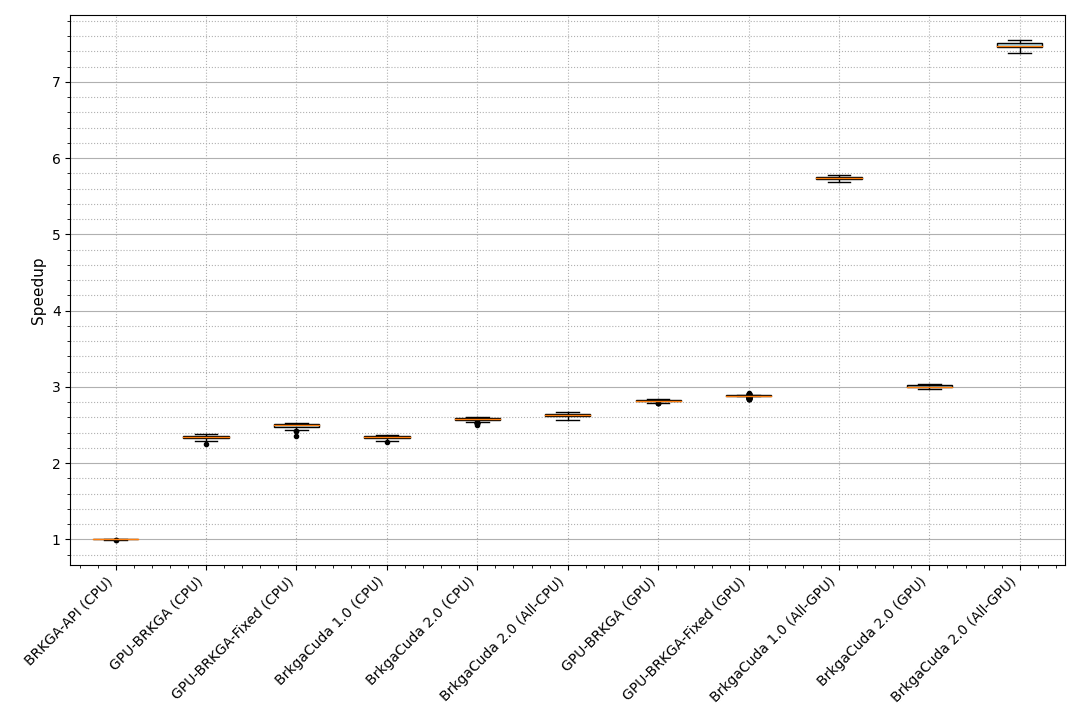 Speedup
7
6
5
4
3
2
1
BRKGA-API (CPU)
GPU-BRKGA (CPU)
GPU-BRKGA-Fixed (CPU)
BrkgaCuda 1.0 (CPU)
BrkgaCuda 2.0 (CPU)
BrkgaCuda 2.0 (All-CPU)
GPU-BRKGA (GPU)
GPU-BRKGA-Fixed (GPU)
BrkgaCuda 1.0 (All-GPU)
BrkgaCuda 2.0 (GPU)
BrkgaCuda 2.0 (All-GPU)